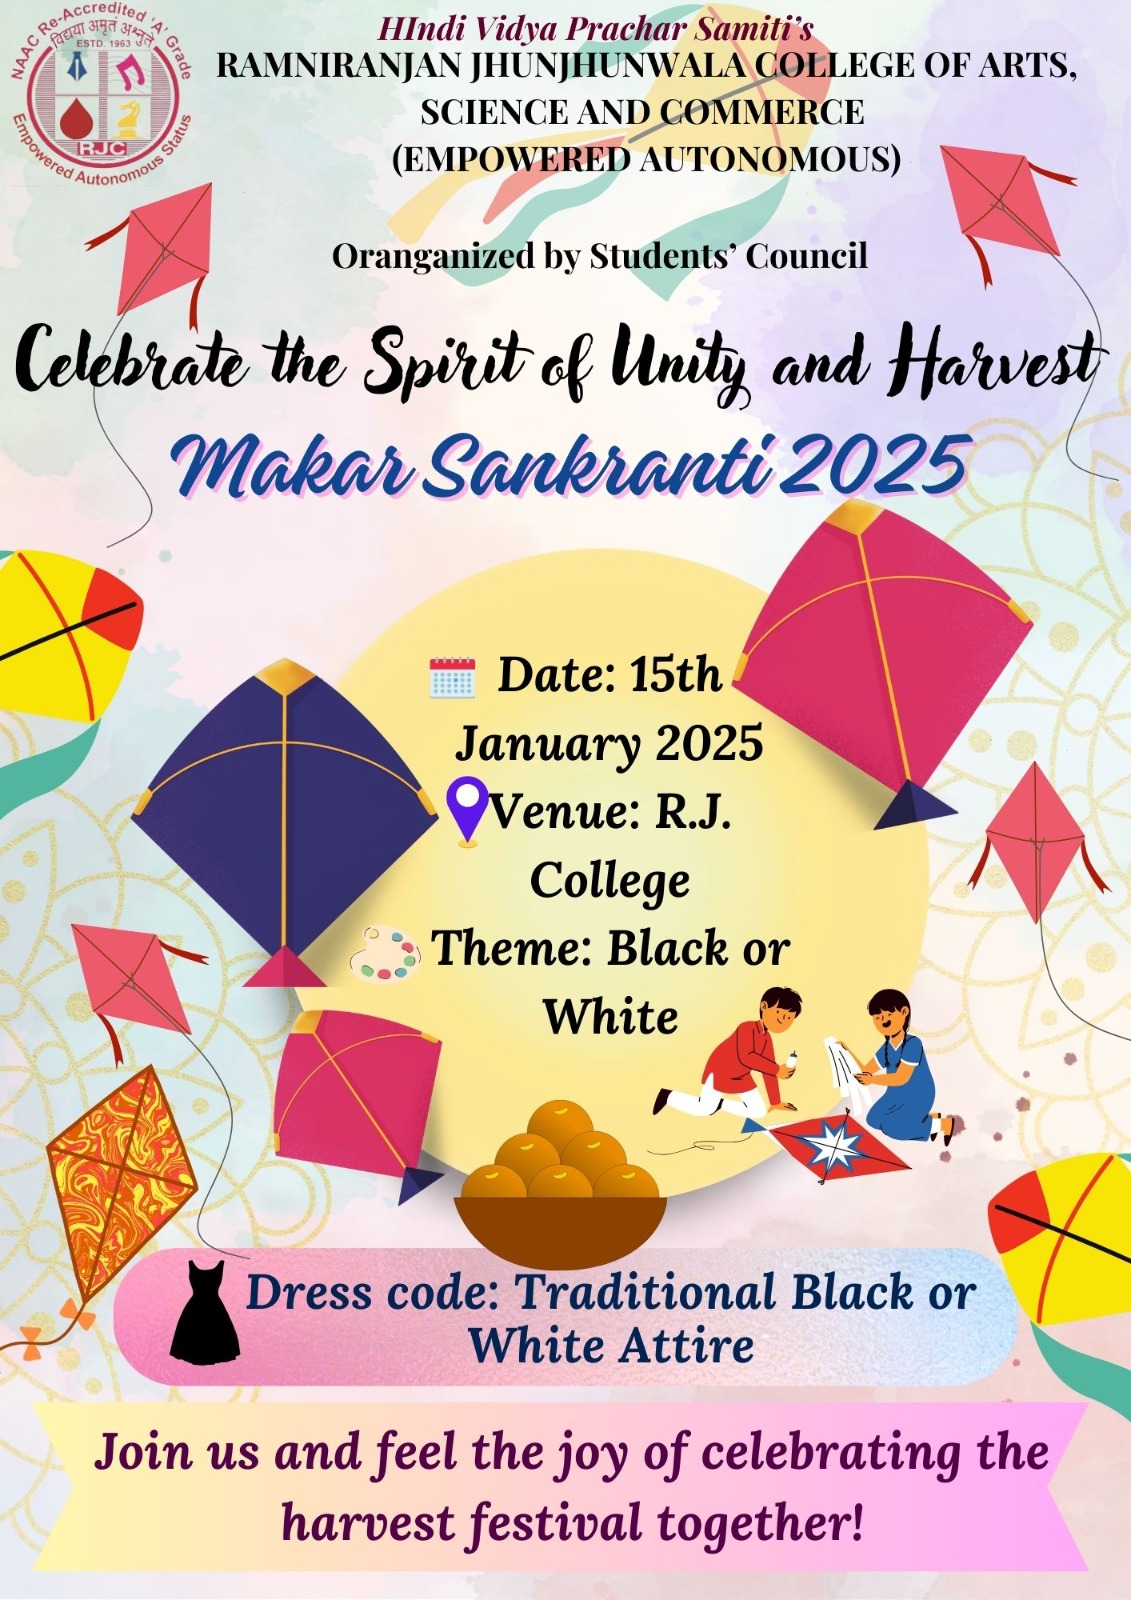 NAAC Re-Accredited 'A' Grade
विद्या अमृतं अश्नुते
ESTD. 1963
RJC
Empowered Autonomous Status
HIndi Vidya Prachar Samiti's
RAMNIRANJAN JHUNJHUNWALA COLLEGE OF ARTS,
SCIENCE AND COMMERCE
(EMPOWERED AUTONOMOUS)
Oranganized by Students' Council
Celebrate the Spirit of Unity and Harvest
Makar Sankranti 2025
Date: 15th
January 2025
Venue: R.J.
College
Theme: Black or
White
Dress code: Traditional Black or
White Attire
Join us and feel the joy of celebrating the
harvest festival together!